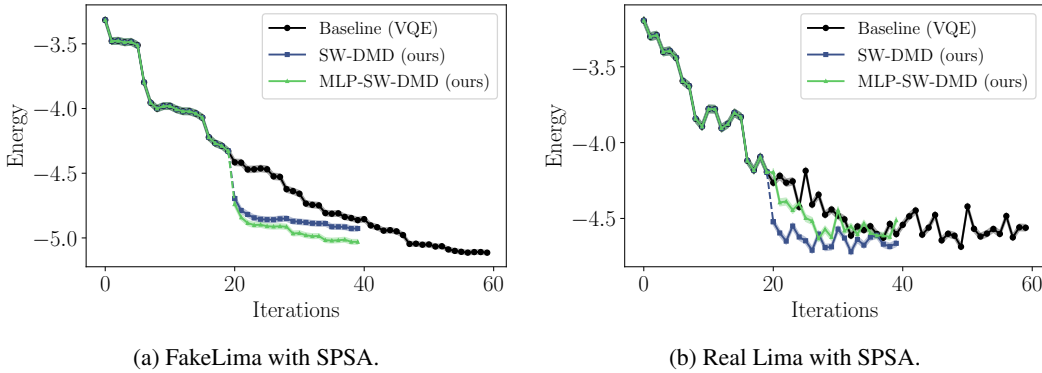 Baseline (VQE)
SW-DMD (ours)
MLP-SW-DMD (ours)
Energy
−3.5
−4.0
−4.5
−5.0
0
20
40
60
Iterations
(a) FakeLima with SPSA.
Baseline (VQE)
SW-DMD (ours)
MLP-SW-DMD (ours)
Energy
−3.5
−4.0
−4.5
0
20
40
60
Iterations
(b) Real Lima with SPSA.